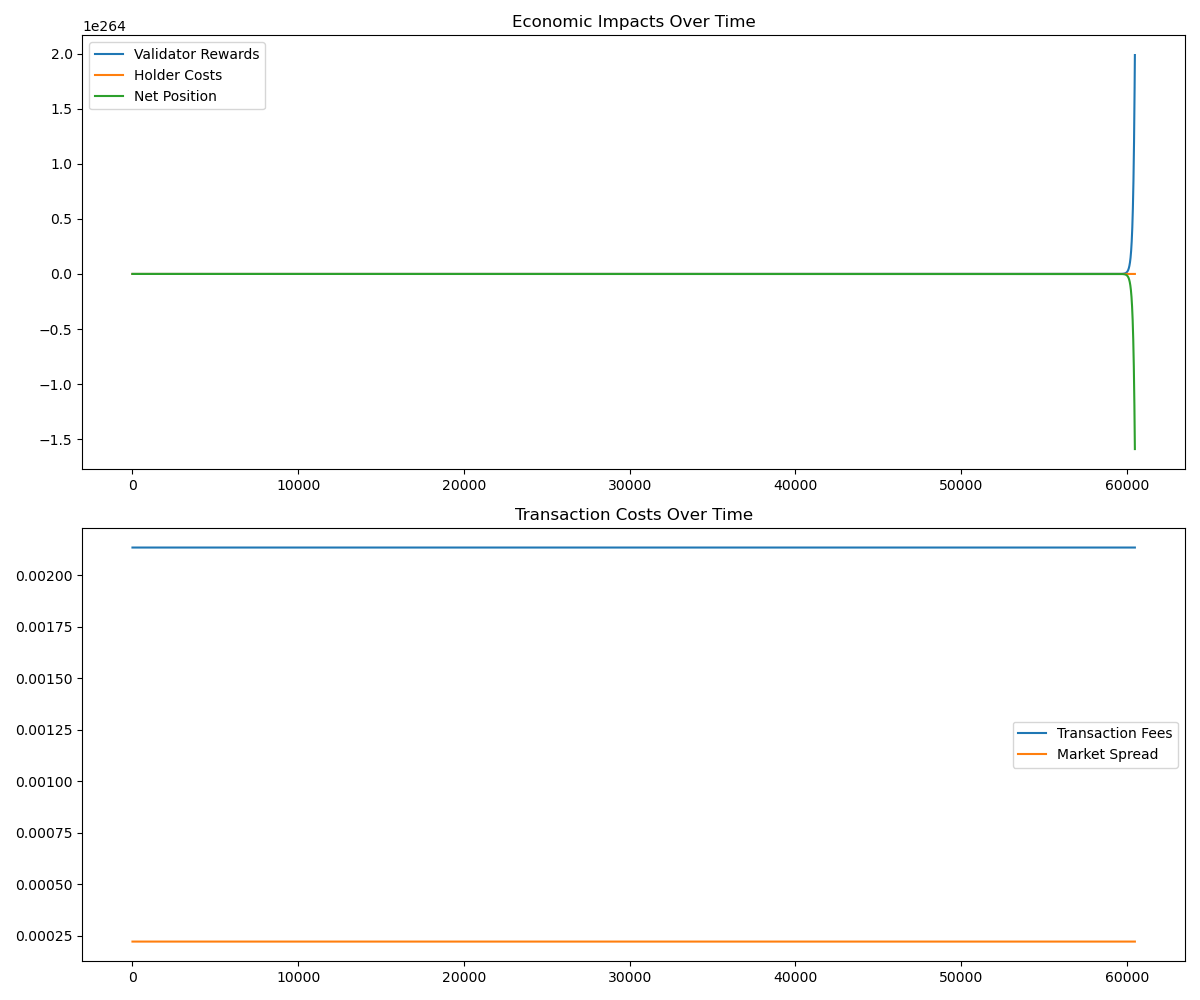 Economic Impacts Over Time
1e264
2.0
1.5
1.0
0.5
0.0
−0.5
−1.0
−1.5
Validator Rewards
Holder Costs
Net Position
0 10000 20000 30000 40000 50000 60000
Transaction Costs Over Time
0.00200
0.00175
0.00150
0.00125
0.00100
0.00075
0.00050
0.00025
Transaction Fees
Market Spread
0 10000 20000 30000 40000 50000 60000